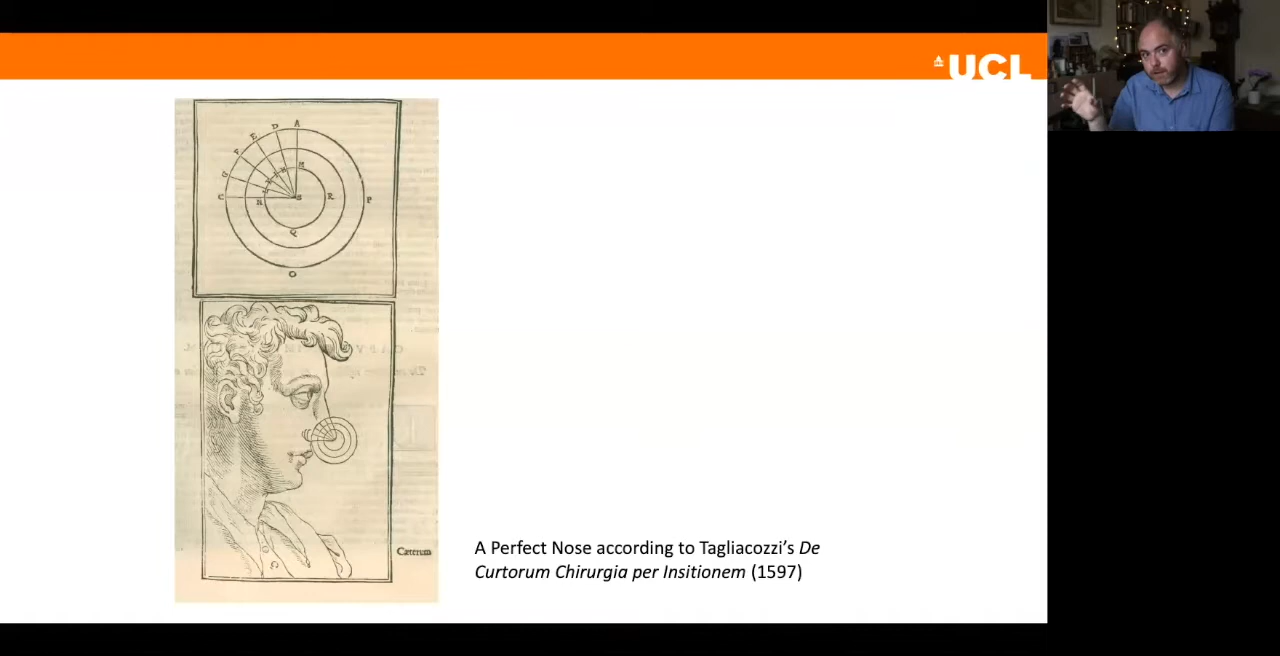 UCL
A
D
E
F
G
C
M
N
S
R
P
Q
O
Cæterum
A Perfect Nose according to Tagliacozzi’s De
Curtorum Chirurgia per Insitionem (1597)